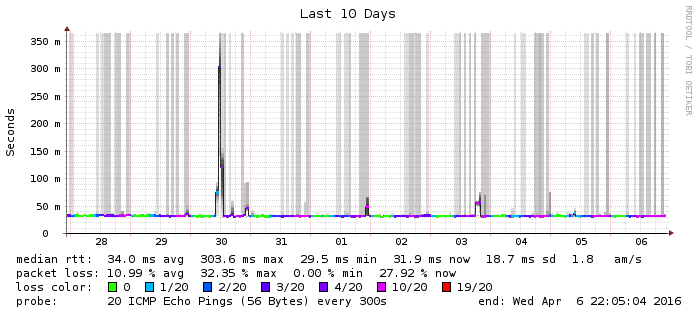 Last 10 Days
RRDTOOL / TOBI OETIKER
Seconds
350 m
300 m
250 m
200 m
150 m
100 m
50 m
0
28 29 30 31 01 02 03 04 05 06
median rtt: 34.0 ms avg 303.6 ms max 29.5 ms min 31.9 ms now 18.7 ms sd 1.8 am/s
packet loss: 10.99 % avg 32.35 % max 0.00 % min 27.92 % now
loss color: 0 1/20 2/20 3/20 4/20 10/20 19/20
probe: 20 ICMP Echo Pings (56 Bytes) every 300s end: Wed Apr 6 22:05:04 2016